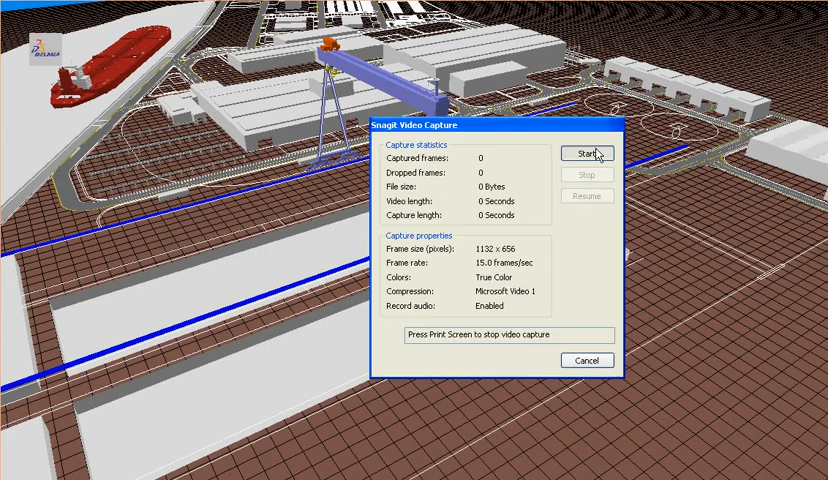 DELMIA
Snagit Video Capture
Capture statistics
Captured frames: 0
Dropped frames: 0
File size: 0 Bytes
Video length: 0 Seconds
Capture length: 0 Seconds
Start
Stop
Resume
Capture properties
Frame size (pixels): 1132 x 656
Frame rate: 15.0 frames/sec
Colors: True Color
Compression: Microsoft Video 1
Record audio: Enabled
Press Print Screen to stop video capture
Cancel